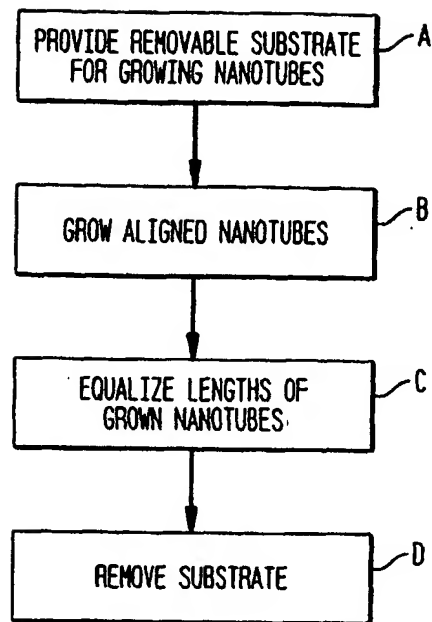 PROVIDE REMOVABLE SUBSTRATE
FOR GROWING NANOTUBES
A
GROW ALIGNED NANOTUBES
B
EQUALIZE LENGTHS OF
GROWN NANOTUBES
C
REMOVE SUBSTRATE
D